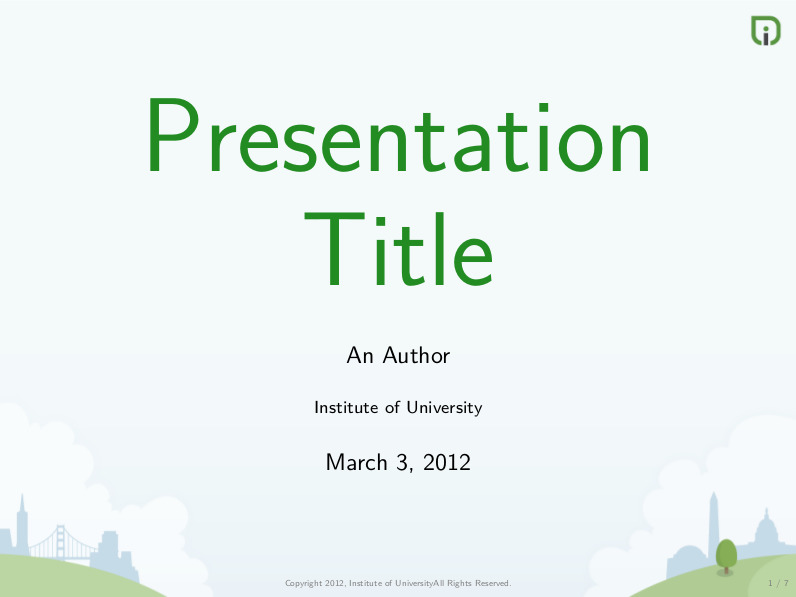 Presentation
Title
An Author
Institute of University
March 3, 2012
Copyright 2012, Institute of UniversityAll Rights Reserved.
1 / 7